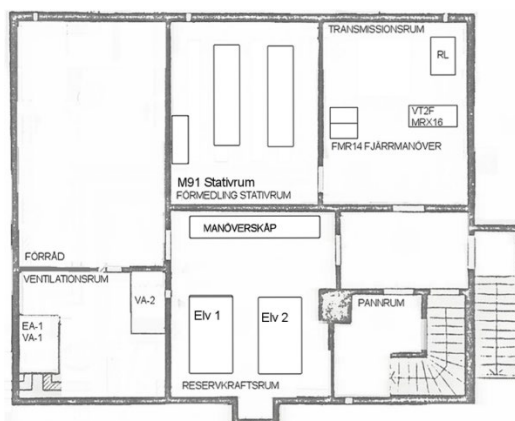 TRANSMISSIONSRUM
RL
VT2F
MRX16
FMR14 FJÄRRMANÖVER
M91 Stativrum
FÖRMEDLING STATIVRUM
MANÖVERSKÅP
FÖRRÅD
VENTILATIONSRUM
VA-2
EA-1
VA-1
Elv 1
Elv 2
PANNRUM
RESERVKRAFTSRUM